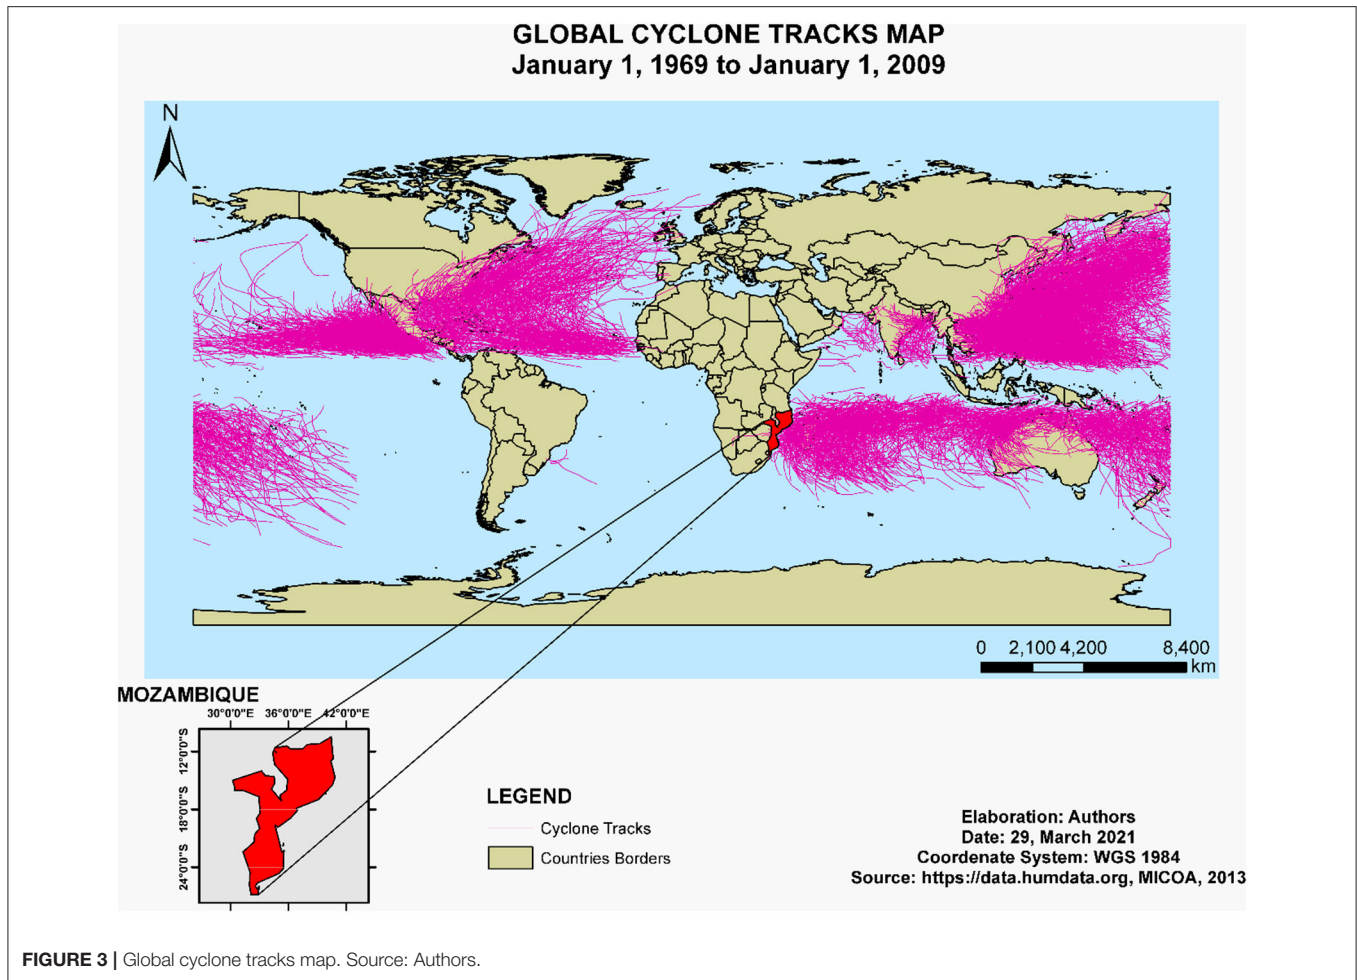 GLOBAL CYCLONE TRACKS MAP
January 1, 1969 to January 1, 2009
N
0 2,100 4,200 8,400
km
MOZAMBIQUE
30°0'0"E 36°0'0"E 42°0'0"E
12°0'0"S
18°0'0"S
24°0'0"S
LEGEND
Cyclone Tracks
Countries Borders
Elaboration: Authors
Date: 29, March 2021
Coordenate System: WGS 1984
Source: https://data.humdata.org, MICOA, 2013
FIGURE 3 | Global cyclone tracks map. Source: Authors.